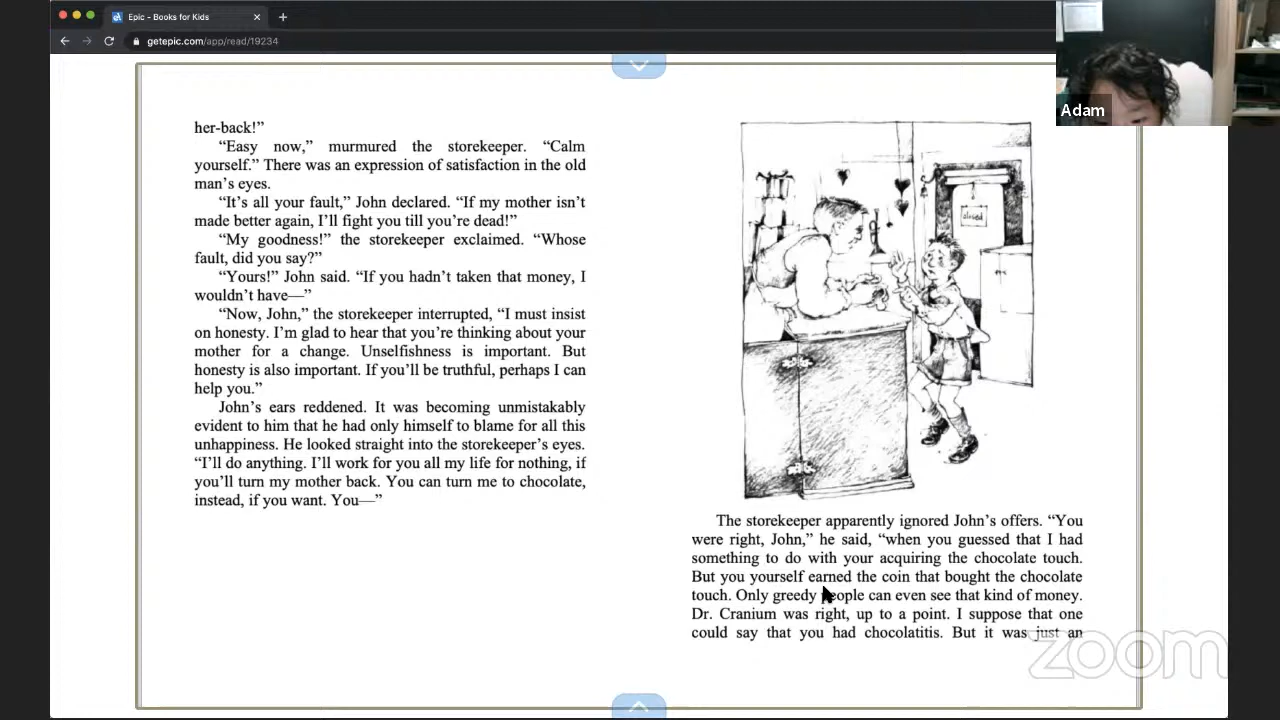 Epic - Books for Kids
getepic.com/app/read/19234
Adam
her-back!”
“Easy now,” murmured the storekeeper. “Calm
yourself.” There was an expression of satisfaction in the old
man’s eyes.
“It’s all your fault,” John declared. “If my mother isn’t
made better again, I’ll fight you till you’re dead!”
“My goodness!” the storekeeper exclaimed. “Whose
fault, did you say?”
“Yours!” John said. “If you hadn’t taken that money, I
wouldn’t have—”
“Now, John,” the storekeeper interrupted, “I must insist
on honesty. I’m glad to hear that you’re thinking about your
mother for a change. Unselfishness is important. But
honesty is also important. If you’ll be truthful, perhaps I can
help you.”
John’s ears reddened. It was becoming unmistakably
evident to him that he had only himself to blame for all this
unhappiness. He looked straight into the storekeeper’s eyes.
“I’ll do anything. I’ll work for you all my life for nothing, if
you’ll turn my mother back. You can turn me to chocolate,
instead, if you want. You—”
closed
The storekeeper apparently ignored John’s offers. “You
were right, John,” he said, “when you guessed that I had
something to do with your acquiring the chocolate touch.
But you yourself earned the coin that bought the chocolate
touch. Only greedy people can even see that kind of money.
Dr. Cranium was right, up to a point. I suppose that one
could say that you had chocolatitis. But it was just an
zoom